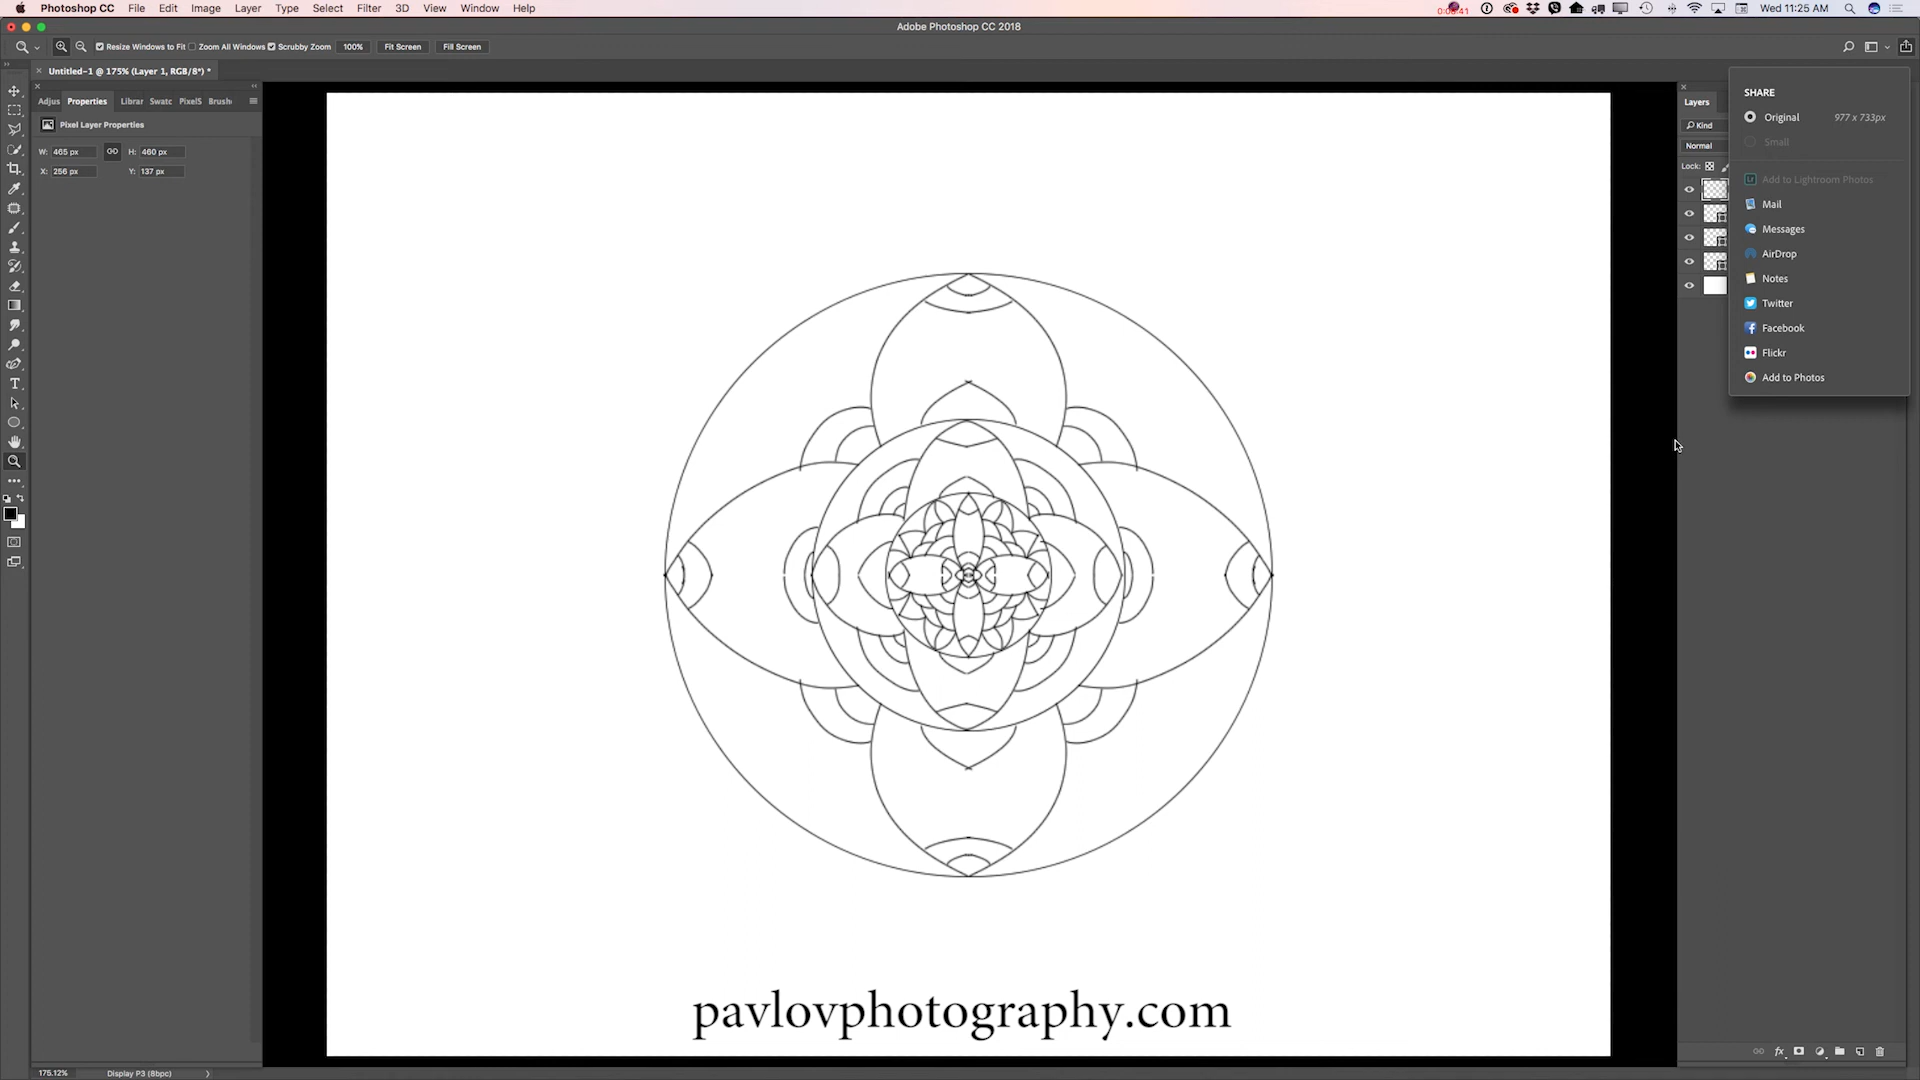 Photoshop CC File Edit Image Layer Type Select Filter 3D View Window Help Wed 11:25 AM
Adobe Photoshop CC 2018
Resize Windows to Fit Zoom All Windows Scrubby Zoom 100% Fit Screen Fill Screen
Untitled-1 @ 175% (Layer 1, RGB/8*) *
Adjus Properties Librar Swatc PixelS Brush
Pixel Layer Properties
W: 465 px H: 460 px
X: 256 px Y: 137 px
Layers
Kind
Normal
Lock:
SHARE
Original 977 x 733px
Small
Add to Lightroom Photos
Mail
Messages
AirDrop
Notes
Twitter
Facebook
Flickr
Add to Photos
pavlovphotography.com
fx
175.12% Display P3 (8bpc)